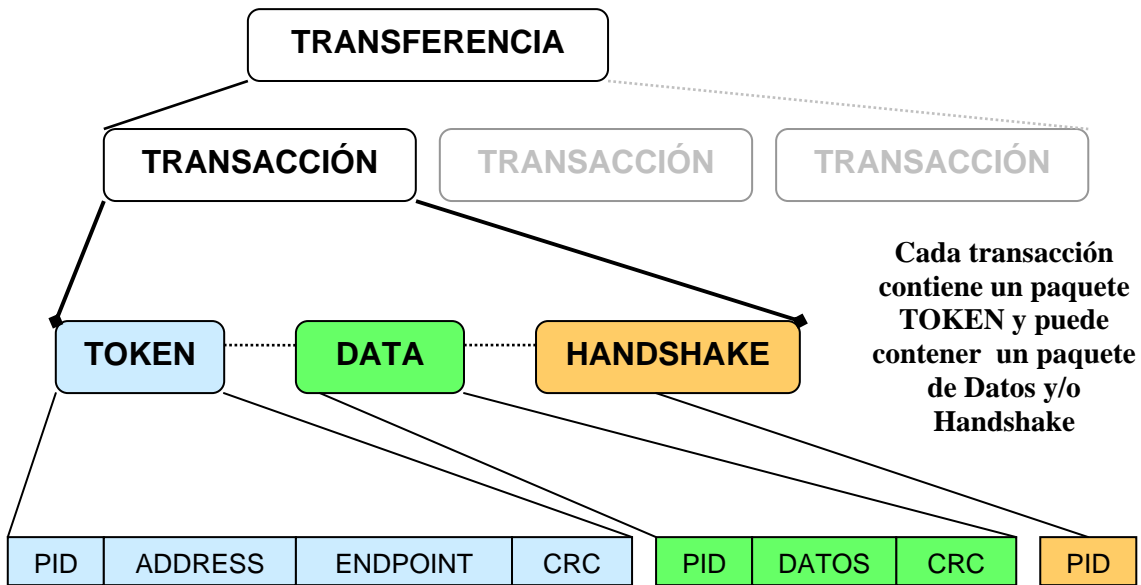 TRANSFERENCIA
TRANSACCIÓN TRANSACCIÓN TRANSACCIÓN
Cada transacción
contiene un paquete
TOKEN y puede
contener un paquete
de Datos y/o
Handshake
TOKEN DATA HANDSHAKE
PID ADDRESS ENDPOINT CRC PID DATOS CRC PID